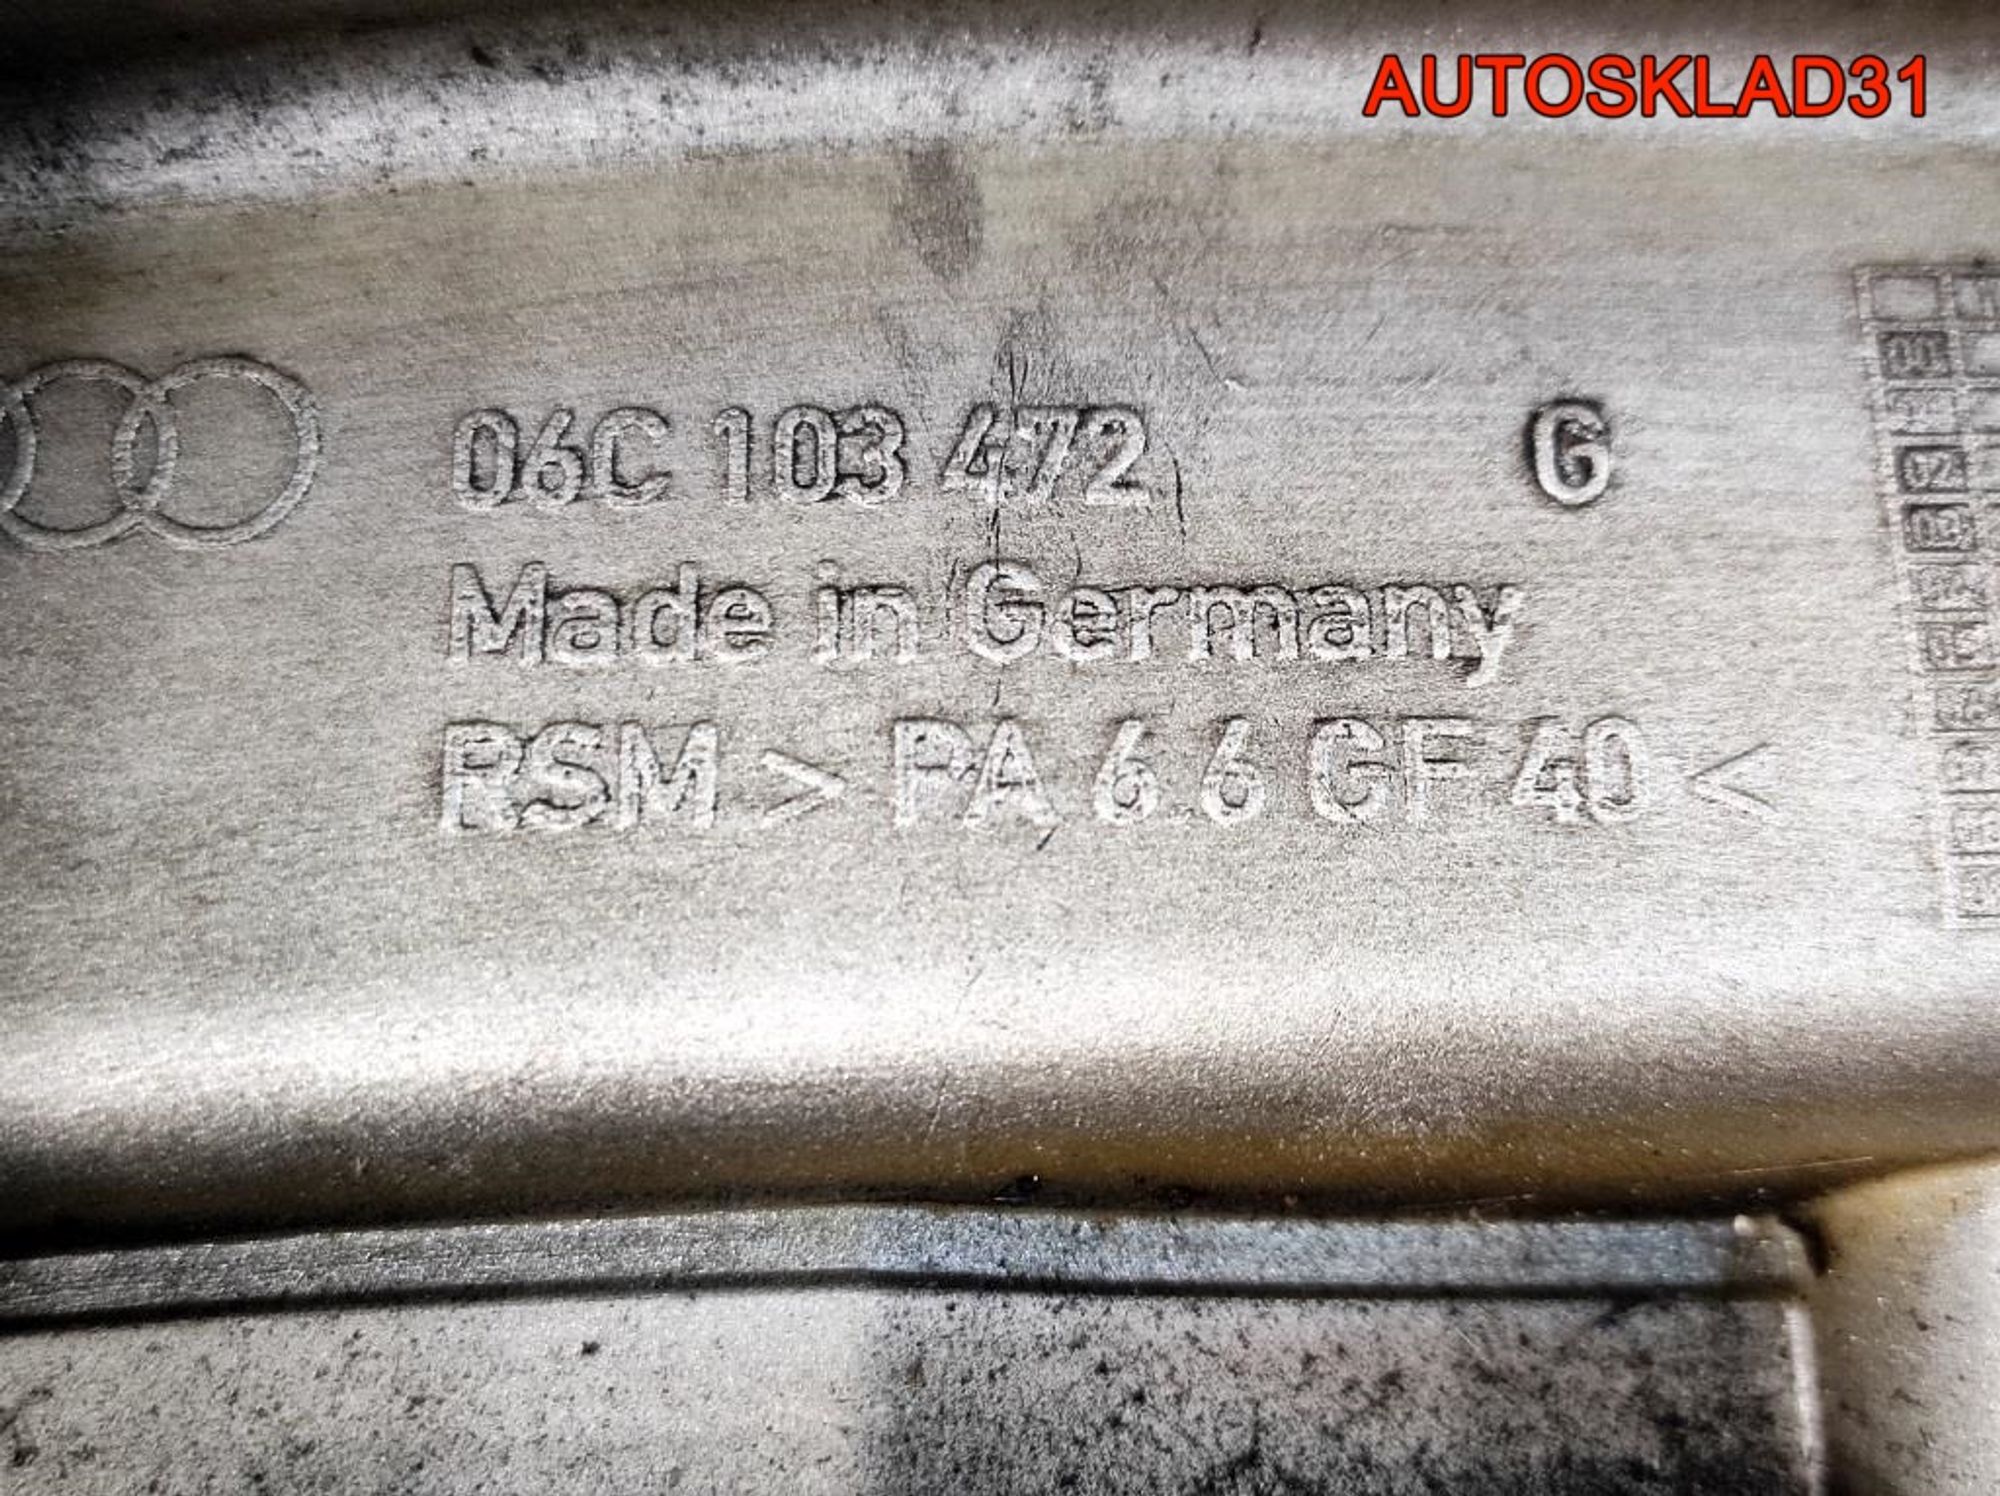 AUTOSKLAD31
06C 103 472 G
Made in Germany
RSM > PA 6.6 GF 40 <